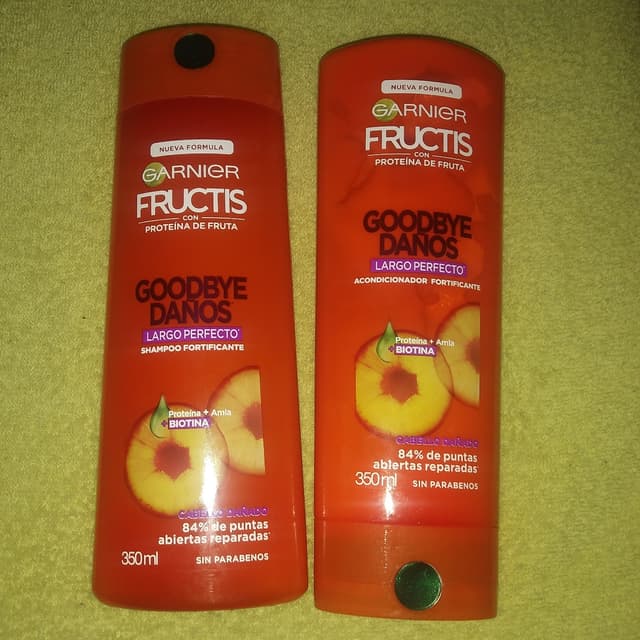 NUEVA FORMULA
GARNIER
FRUCTIS
CON
PROTEÍNA DE FRUTA
GOODBYE
DAÑOS
LARGO PERFECTO
SHAMPOO FORTIFICANTE
Proteína + Amla
+BIOTINA
CABELLO DAÑADO
84% de puntas
abiertas reparadas*
350ml
SIN PARABENOS
NUEVA FORMULA
GARNIER
FRUCTIS
CON
PROTEÍNA DE FRUTA
GOODBYE
DAÑOS
LARGO PERFECTO
ACONDICIONADOR FORTIFICANTE
Proteína + Amla
+BIOTINA
CABELLO DAÑADO
84% de puntas
abiertas reparadas*
350ml
SIN PARABENOS